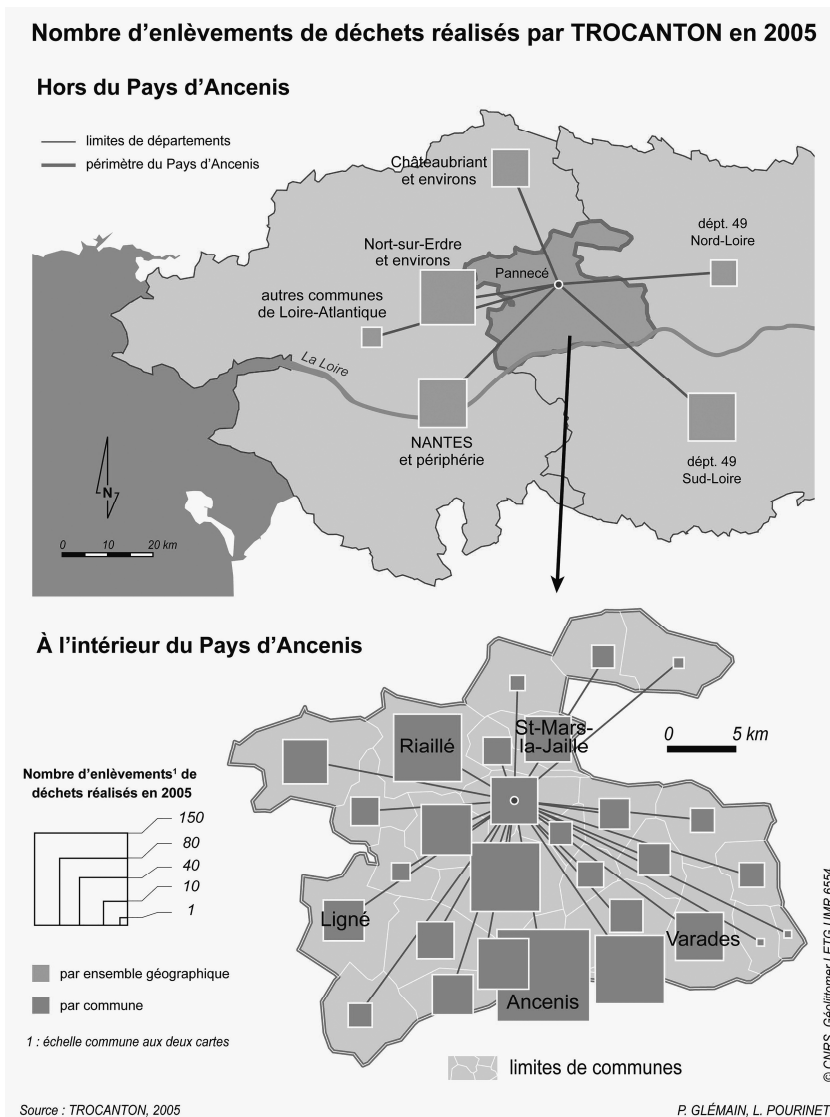 Nombre d'enlèvements de déchets réalisés par TROCANTON en 2005
Hors du Pays d'Ancenis
limites de départements
périmètre du Pays d'Ancenis
Châteaubriant
et environs
Nort-sur-Erdre
et environs
Pannecé
dépt. 49
Nord-Loire
autres communes
de Loire-Atlantique
La Loire
NANTES
et périphérie
dépt. 49
Sud-Loire
N
0 10 20 km
À l'intérieur du Pays d'Ancenis
St-Mars-
la-Jaille
Riaillé
0 5 km
Nombre d'enlèvements¹ de
déchets réalisés en 2005
150
80
40
10
1
Ligné
Varades
Ancenis
par ensemble géographique
par commune
1 : échelle commune aux deux cartes
limites de communes
© CNRS, Géolittomer LETG UMR 6554
Source : TROCANTON, 2005
P. GLÉMAIN, L. POURINET